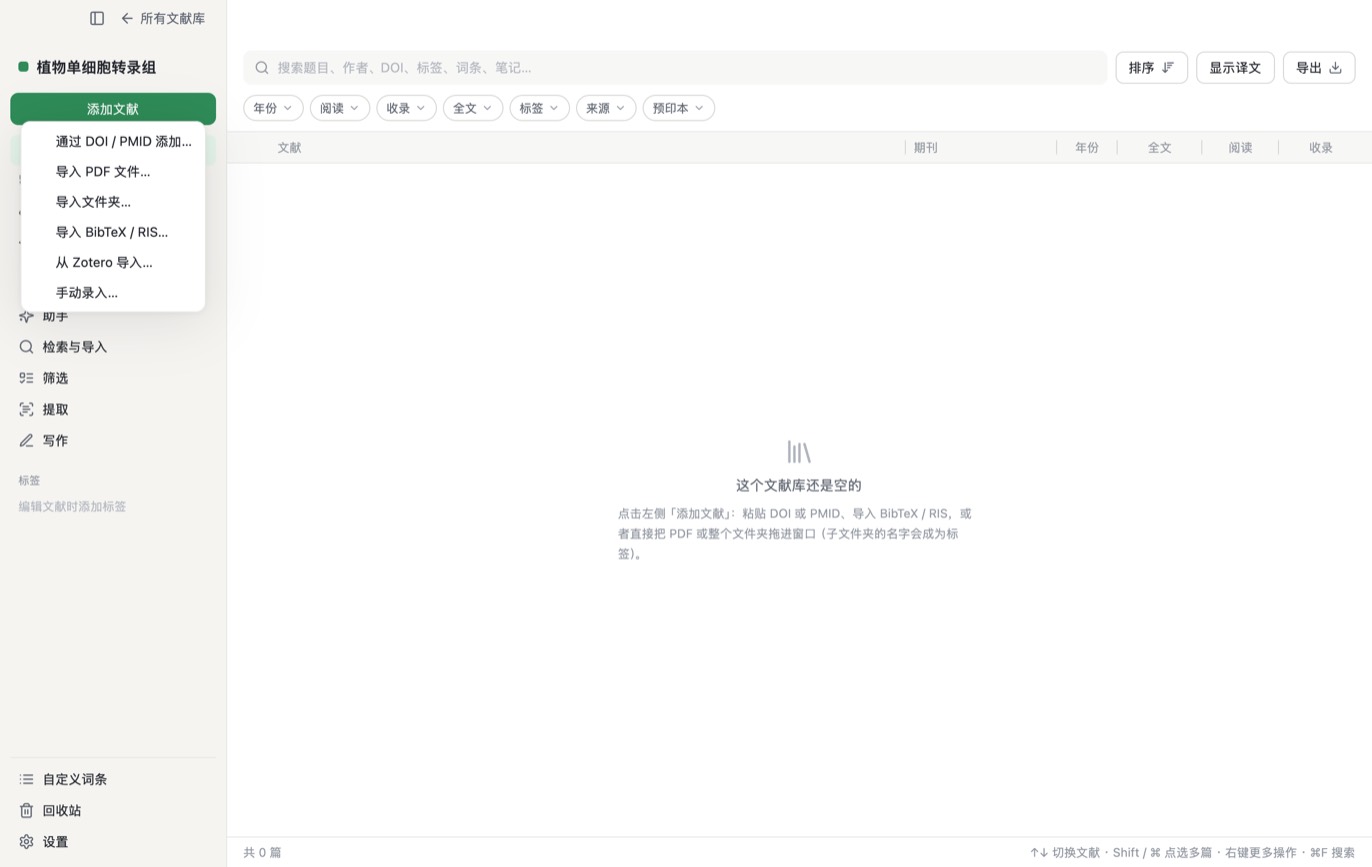 所有文献库
植物单细胞转录组
添加文献
通过 DOI / PMID 添加...
导入 PDF 文件...
导入文件夹...
导入 BibTeX / RIS...
从 Zotero 导入...
手动录入...
助手
检索与导入
筛选
提取
写作
标签
编辑文献时添加标签
自定义词条
回收站
设置
搜索题目、作者、DOI、标签、词条、笔记...
排序
显示译文
导出
年份
阅读
收录
全文
标签
来源
预印本
文献
期刊
年份
全文
阅读
收录
这个文献库还是空的
点击左侧「添加文献」：粘贴 DOI 或 PMID、导入 BibTeX / RIS，或
者直接把 PDF 或整个文件夹拖进窗口（子文件夹的名字会成为标
签）。
共 0 篇
↑↓ 切换文献 · Shift / ⌘ 点选多篇 · 右键更多操作 · ⌘F 搜索